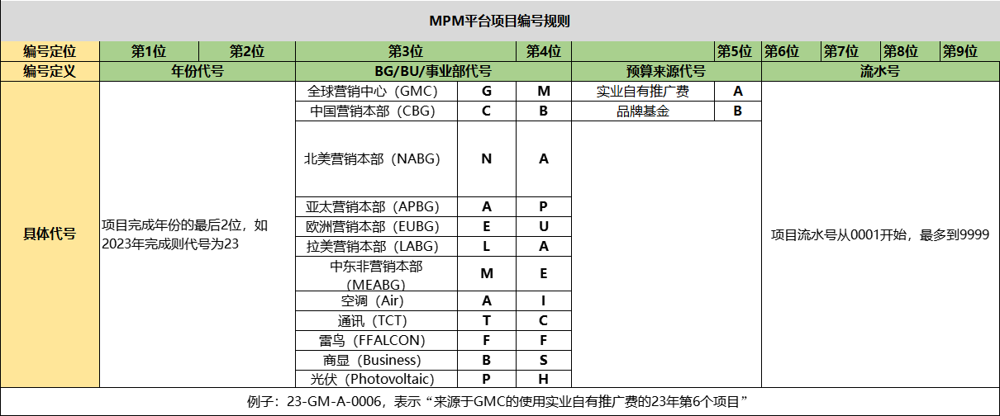 MPM平台项目编号规则
编号定位 第1位 第2位 第3位 第4位 第5位 第6位 第7位 第8位 第9位
编号定义 年份代号 BG/BU/事业部代号 预算来源代号 流水号
具体代号
项目完成年份的最后2位，如
2023年完成则代号为23
全球营销中心（GMC） G M 实业自有推广费 A
中国营销本部（CBG） C B 品牌基金 B
北美营销本部（NABG） N A
亚太营销本部（APBG） A P
欧洲营销本部（EUBG） E U
拉美营销本部（LABG） L A
中东非营销本部
（MEABG） M E
空调（Air） A I
通讯（TCT） T C
雷鸟（FFALCON） F F
商显（Business） B S
光伏（Photovoltaic） P H
项目流水号从0001开始，最多到9999
例子：23-GM-A-0006，表示“来源于GMC的使用实业自有推广费的23年第6个项目”